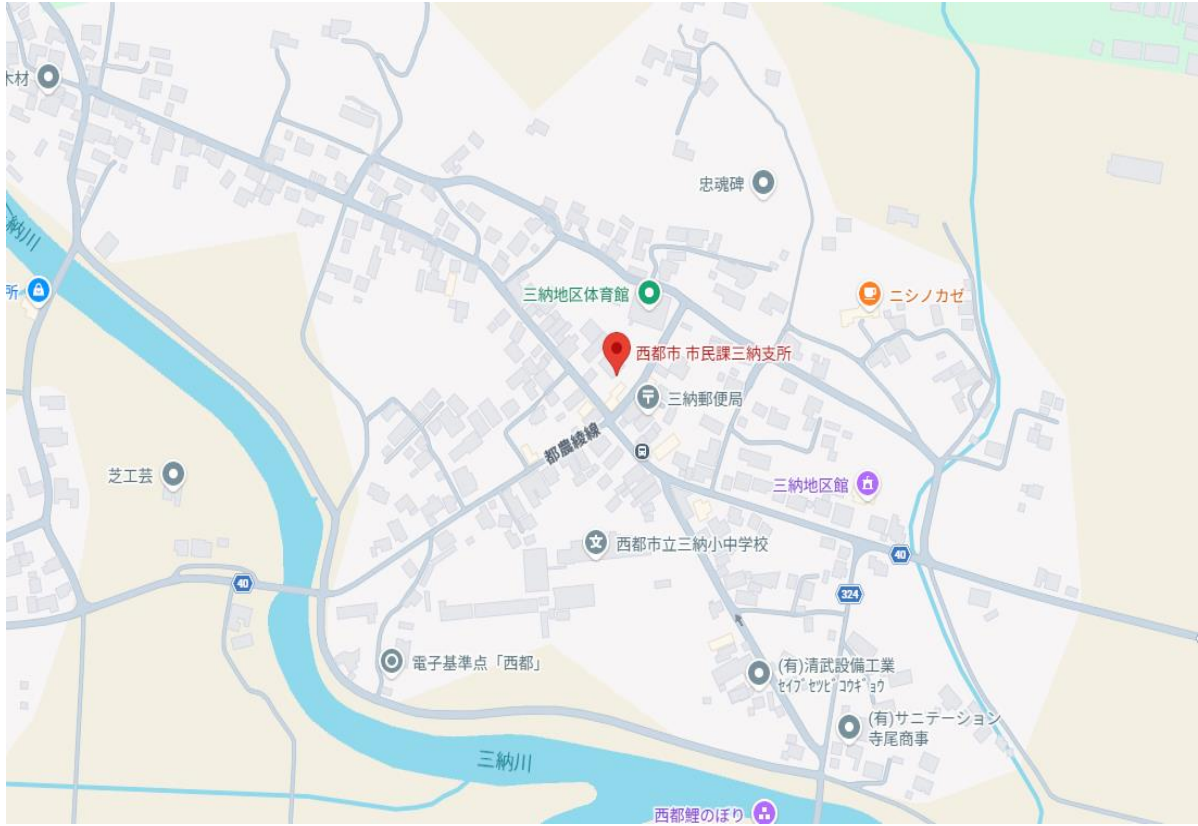 木材
忠魂碑
三納川
所
三納地区体育館
ニシノカゼ
西都市 市民課三納支所
三納郵便局
都農綾線
芝工芸
三納地区館
西都市立三納小中学校
40
40
324
電子基準点「西都」
(有)清武設備工業
セイブセツビコウギョウ
(有)サニテーション
寺尾商事
三納川
西都鯉のぼり